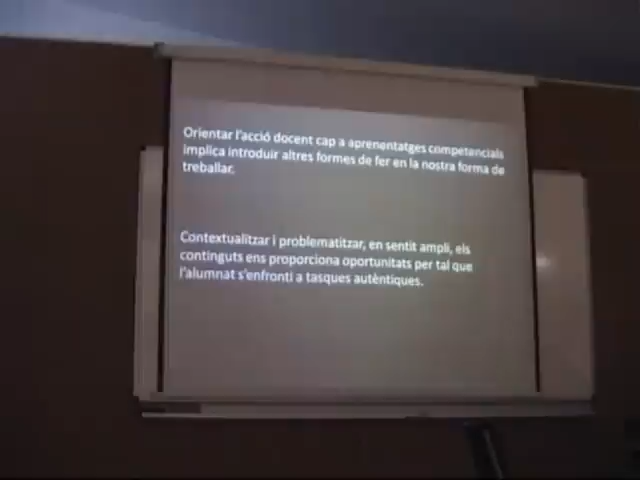 Orientar l'acció docent cap a aprenentatges competencials
implica introduir altres formes de fer en la nostra forma de
treballar.
Contextualitzar i problematitzar, en sentit ampli, els
continguts ens proporciona oportunitats per tal que
l'alumnat s'enfronti a tasques autèntiques.